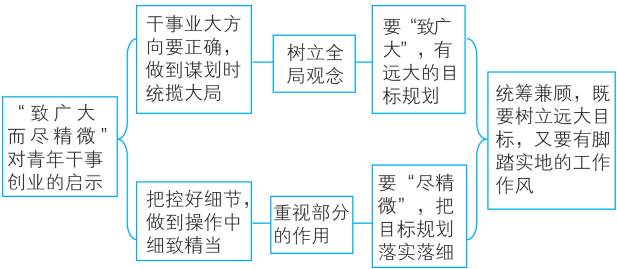 “致广大
而尽精微”
对青年干事
创业的启示
干事业大方
向要正确,
做到谋划时
统揽大局
树立全
局观念
要“致广
大”,有
远大的目
标规划
把控好细节,
做到操作中
细致精当
重视部分
的作用
要“尽精
微”,把
目标规划
落实落细
统筹兼顾,既
要树立远大目
标,又要有脚
踏实地的工作
作风